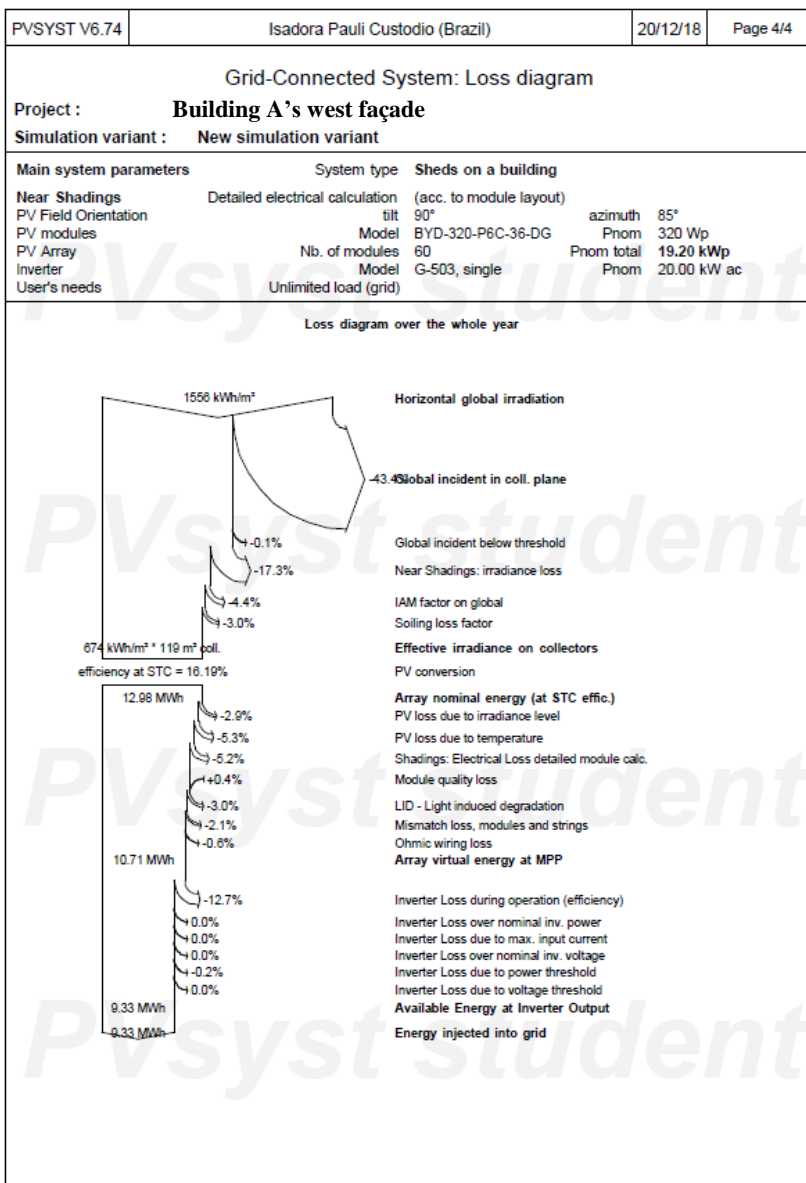 PVSYST V6.74 Isadora Pauli Custodio (Brazil) 20/12/18 Page 4/4
Grid-Connected System: Loss diagram
Project : Building A's west façade
Simulation variant : New simulation variant
Main system parameters System type Sheds on a building
Near Shadings Detailed electrical calculation (acc. to module layout)
PV Field Orientation tilt 90° azimuth 85°
PV modules Model BYD-320-P6C-36-DG Pnom 320 Wp
PV Array Nb. of modules 60 Pnom total 19.20 kWp
Inverter Model G-503, single Pnom 20.00 kW ac
User's needs Unlimited load (grid)
PVsyst student
Loss diagram over the whole year
1556 kWh/m² Horizontal global irradiation
-43.4% Global incident in coll. plane
PVsyst student
-0.1% Global incident below threshold
-17.3% Near Shadings: irradiance loss
-4.4% IAM factor on global
-3.0% Soiling loss factor
674 kWh/m² * 119 m² coll. Effective irradiance on collectors
efficiency at STC = 16.19% PV conversion
12.98 MWh Array nominal energy (at STC effic.)
-2.9% PV loss due to irradiance level
-5.3% PV loss due to temperature
-5.2% Shadings: Electrical Loss detailed module calc.
+0.4% Module quality loss
PVsyst student
-3.0% LID - Light induced degradation
-2.1% Mismatch loss, modules and strings
-0.6% Ohmic wiring loss
10.71 MWh Array virtual energy at MPP
-12.7% Inverter Loss during operation (efficiency)
0.0% Inverter Loss over nominal inv. power
0.0% Inverter Loss due to max. input current
0.0% Inverter Loss over nominal inv. voltage
-0.2% Inverter Loss due to power threshold
0.0% Inverter Loss due to voltage threshold
9.33 MWh Available Energy at Inverter Output
9.33 MWh Energy injected into grid
PVsyst student